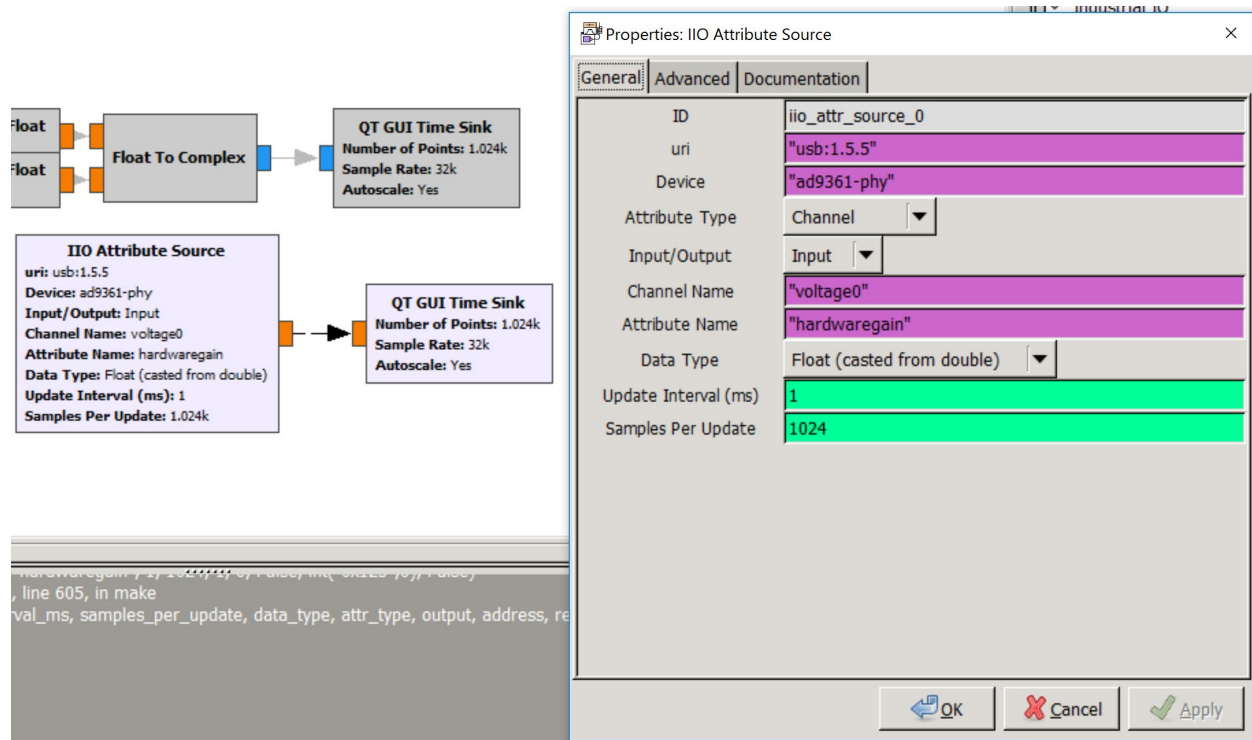 Industrial IO
Properties: IIO Attribute Source
General Advanced Documentation
ID iio_attr_source_0
uri "usb:1.5.5"
Device "ad9361-phy"
Attribute Type Channel
Input/Output Input
Channel Name "voltage0"
Attribute Name "hardwaregain"
Data Type Float (casted from double)
Update Interval (ms) 1
Samples Per Update 1024
OK Cancel Apply
Float
Float
Float To Complex
QT GUI Time Sink
Number of Points: 1.024k
Sample Rate: 32k
Autoscale: Yes
IIO Attribute Source
uri: usb:1.5.5
Device: ad9361-phy
Input/Output: Input
Channel Name: voltage0
Attribute Name: hardwaregain
Data Type: Float (casted from double)
Update Interval (ms): 1
Samples Per Update: 1.024k
QT GUI Time Sink
Number of Points: 1.024k
Sample Rate: 32k
Autoscale: Yes
, line 605, in make
val_ms, samples_per_update, data_type, attr_type, output, address, re